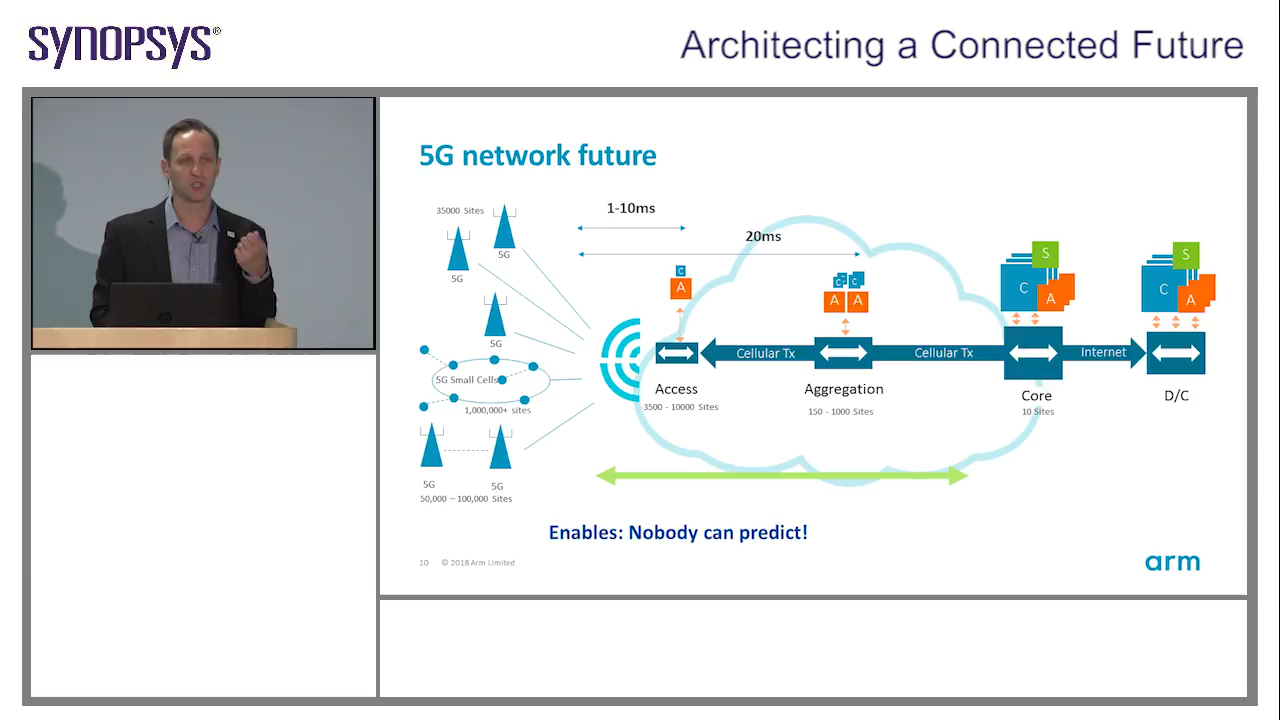 SYNOPSYS®
Architecting a Connected Future
5G network future
35000 Sites
5G
5G
5G
5G Small Cells
1,000,000+ sites
5G
5G
50,000 – 100,000 Sites
1-10ms
20ms
C
A
C
C
A
A
S
C
A
S
C
A
Cellular Tx
Cellular Tx
Internet
Access
3500 - 10000 Sites
Aggregation
150 - 1000 Sites
Core
10 Sites
D/C
Enables: Nobody can predict!
10 © 2018 Arm Limited
arm